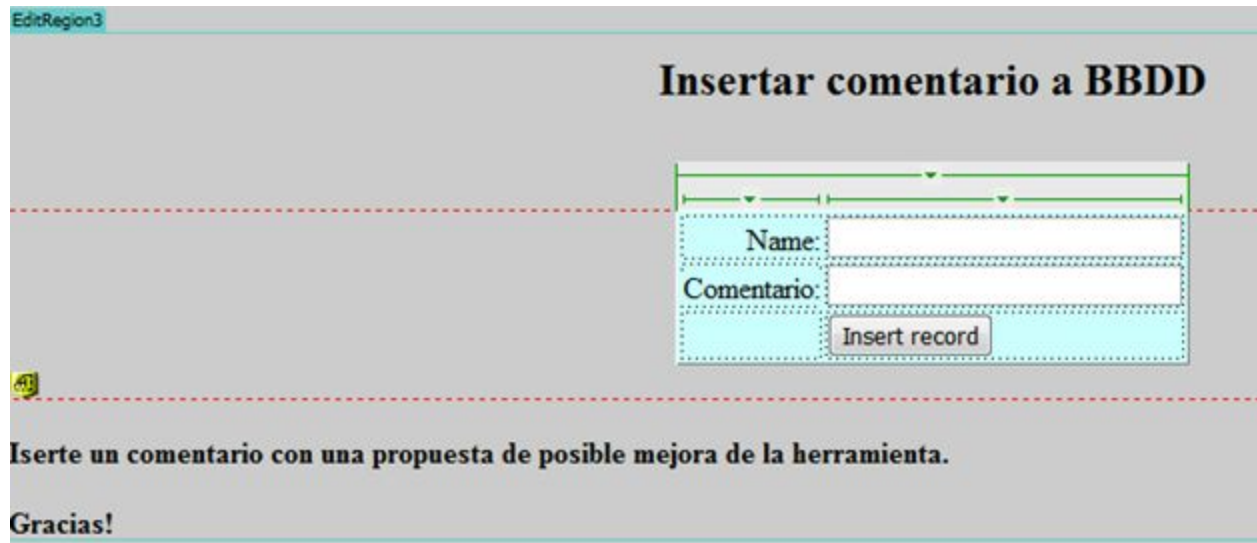 EditRegion3
Insertar comentario a BBDD
Name:
Comentario:
Insert record
Iserte un comentario con una propuesta de posible mejora de la herramienta.
Gracias!